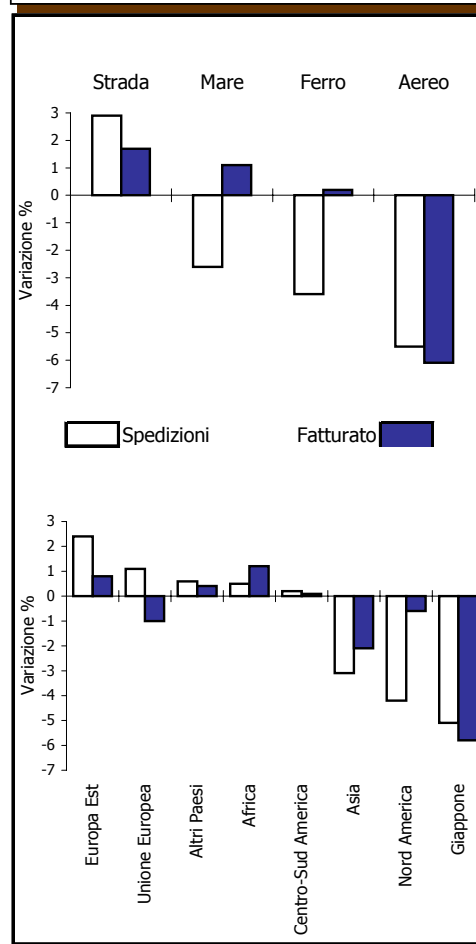 Strada Mare Ferro Aereo
3
2
1
0
-1
-2
-3
-4
-5
-6
-7
Variazione %
Spedizioni Fatturato
3
2
1
0
-1
-2
-3
-4
-5
-6
-7
Variazione %
Europa Est
Unione Europea
Altri Paesi
Africa
Centro-Sud America
Asia
Nord America
Giappone